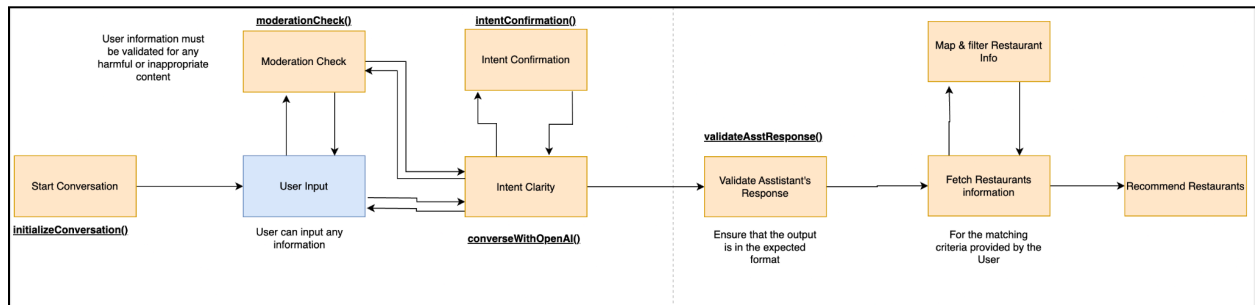 moderationCheck()
intentConfirmation()
User information must
be validated for any
harmful or inappropriate
content
Moderation Check
Intent Confirmation
Map & filter Restaurant
Info
validateAsstResponse()
Start Conversation
User Input
Intent Clarity
Validate Asstistant's
Response
Fetch Restaurants
information
Recommend Restaurants
initializeConversation()
User can input any
information
converseWithOpenAI()
Ensure that the output
is in the expected
format
For the matching
criteria provided by the
User